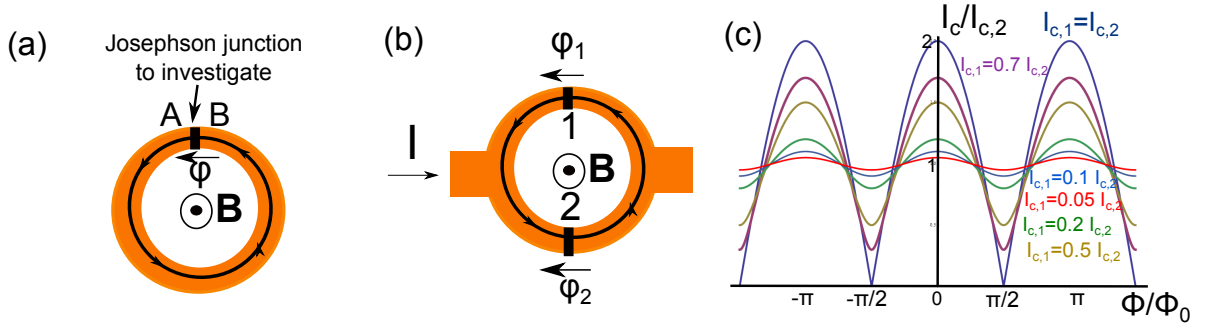 (a)
Josephson junction
to investigate
A B
φ
B
(b)
φ1
I
1
B
2
φ2
(c)
Ic/Ic,2
Ic,1=Ic,2
2
Ic,1=0.7 Ic,2
1
Ic,1=0.1 Ic,2
Ic,1=0.05 Ic,2
Ic,1=0.2 Ic,2
0.5
Ic,1=0.5 Ic,2
-π -π/2 0 π/2 π Φ/Φ0